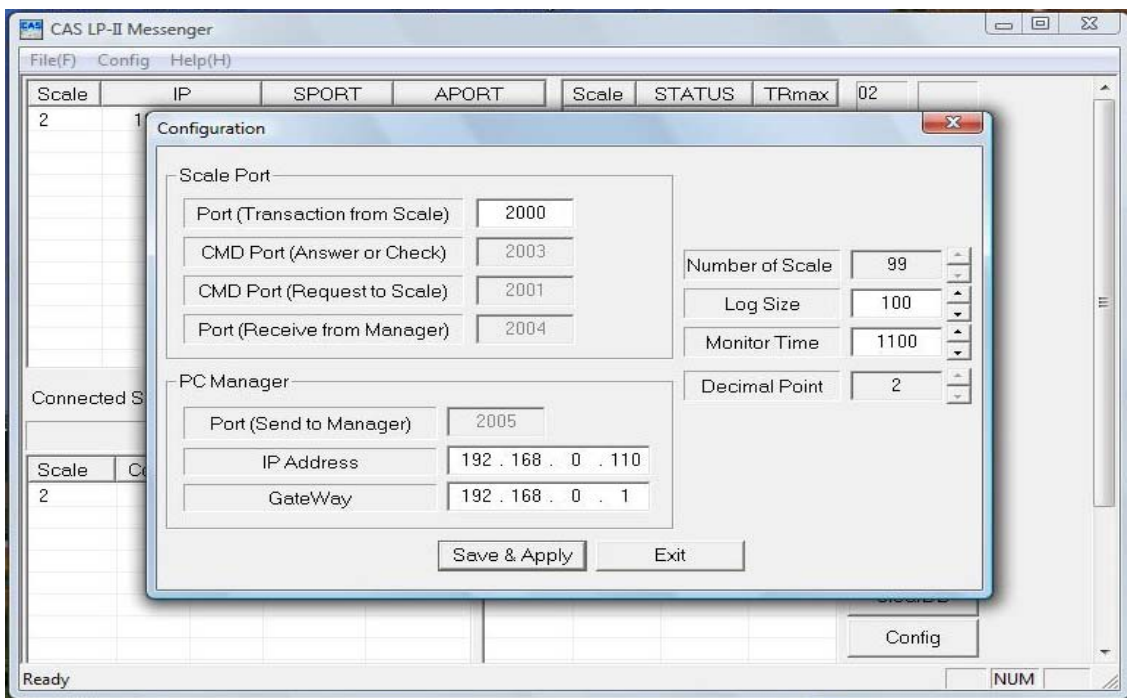 CAS CAS LP-II Messenger
File(F) Config Help(H)
Scale IP SPORT APORT Scale STATUS TRmax 02
2 1
Configuration
Scale Port
Port (Transaction from Scale) 2000
CMD Port (Answer or Check) 2003
Number of Scale 99
CMD Port (Request to Scale) 2001
Log Size 100
Port (Receive from Manager) 2004
Monitor Time 1100
PC Manager
Decimal Point 2
Connected S
Port (Send to Manager) 2005
IP Address 192 . 168 . 0 . 110
Scale Co
GateWay 192 . 168 . 0 . 1
2
Save & Apply Exit
Config
Ready NUM